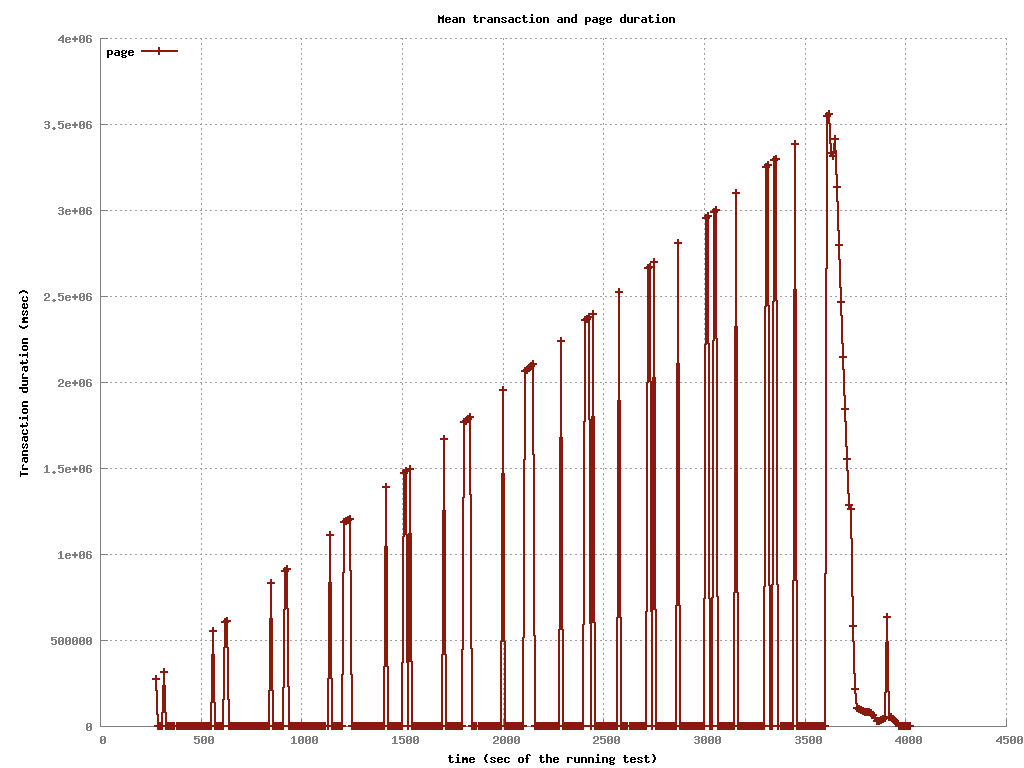 Mean transaction and page duration
4e+06
page
3.5e+06
3e+06
2.5e+06
2e+06
1.5e+06
1e+06
500000
0
Transaction duration (msec)
0 500 1000 1500 2000 2500 3000 3500 4000 4500
time (sec of the running test)